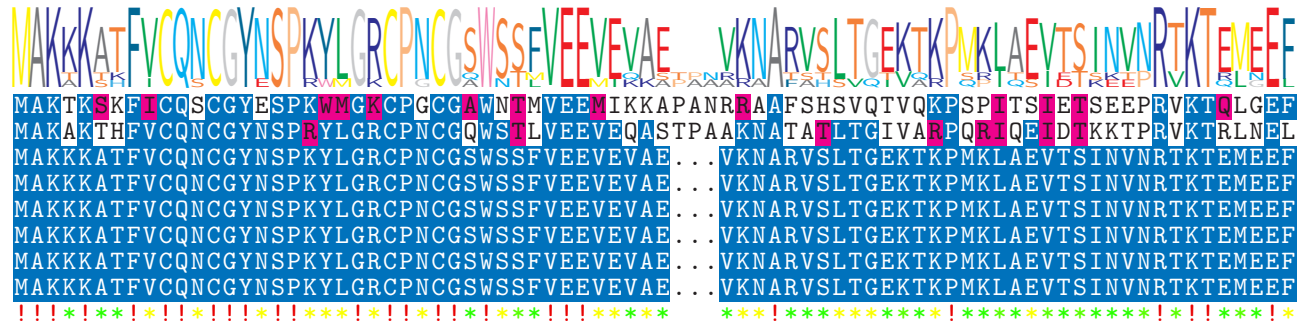 MAKKKATFVCQNCGYNSPKYLGRCPNCGSWSSFVEEVEVAE VKNARVSLTGEKTKPMKLAEVTSINVNRTKTEMEEF
MAKTKSKFICQSCGYESPKWMGKCPGCGAWNTMVEEMIKKAPANRRAAFSHSVQTVQKPSPITSIETSEEPRVKTQLGEF
MAKAKTHFVCQNCGYNSPRYLGRCPNCGQWSTLVEEVEQASTPAAKNATATLTGIVARPQRIQEIDTKKTPRVKTRLNEL
MAKKKATFVCQNCGYNSPKYLGRCPNCGSWSSFVEEVEVAE...VKNARVSLTGEKTKPMKLAEVTSINVNRTKTEMEEF
MAKKKATFVCQNCGYNSPKYLGRCPNCGSWSSFVEEVEVAE...VKNARVSLTGEKTKPMKLAEVTSINVNRTKTEMEEF
MAKKKATFVCQNCGYNSPKYLGRCPNCGSWSSFVEEVEVAE...VKNARVSLTGEKTKPMKLAEVTSINVNRTKTEMEEF
MAKKKATFVCQNCGYNSPKYLGRCPNCGSWSSFVEEVEVAE...VKNARVSLTGEKTKPMKLAEVTSINVNRTKTEMEEF
MAKKKATFVCQNCGYNSPKYLGRCPNCGSWSSFVEEVEVAE...VKNARVSLTGEKTKPMKLAEVTSINVNRTKTEMEEF
MAKKKATFVCQNCGYNSPKYLGRCPNCGSWSSFVEEVEVAE...VKNARVSLTGEKTKPMKLAEVTSINVNRTKTEMEEF